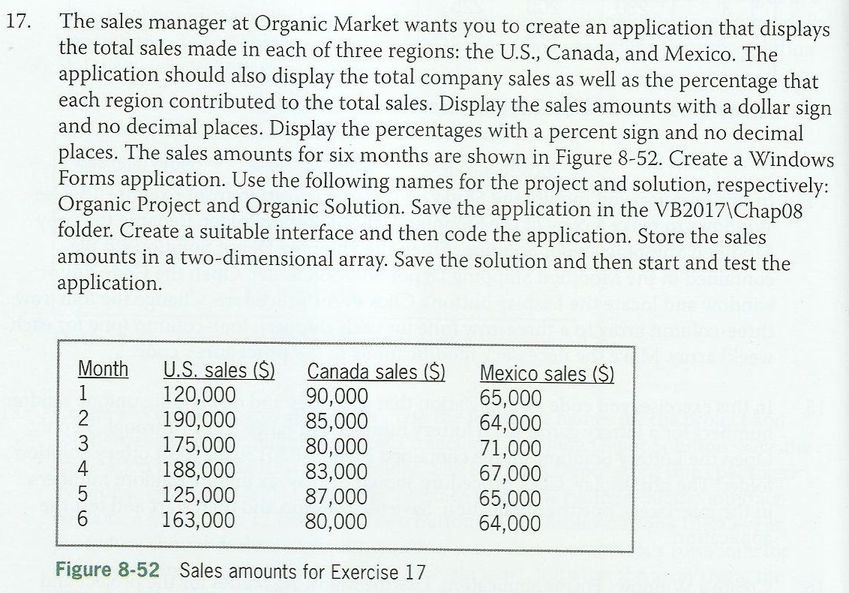 17. The sales manager at Organic Market wants you to create an application that displays
the total sales made in each of three regions: the U.S., Canada, and Mexico. The
application should also display the total company sales as well as the percentage that
each region contributed to the total sales. Display the sales amounts with a dollar sign
and no decimal places. Display the percentages with a percent sign and no decimal
places. The sales amounts for six months are shown in Figure 8-52. Create a Windows
Forms application. Use the following names for the project and solution, respectively:
Organic Project and Organic Solution. Save the application in the VB2017\Chap08
folder. Create a suitable interface and then code the application. Store the sales
amounts in a two-dimensional array. Save the solution and then start and test the
application.
Month U.S. sales ($) Canada sales ($) Mexico sales ($)
1 120,000 90,000 65,000
2 190,000 85,000 64,000
3 175,000 80,000 71,000
4 188,000 83,000 67,000
5 125,000 87,000 65,000
6 163,000 80,000 64,000
Figure 8-52 Sales amounts for Exercise 17